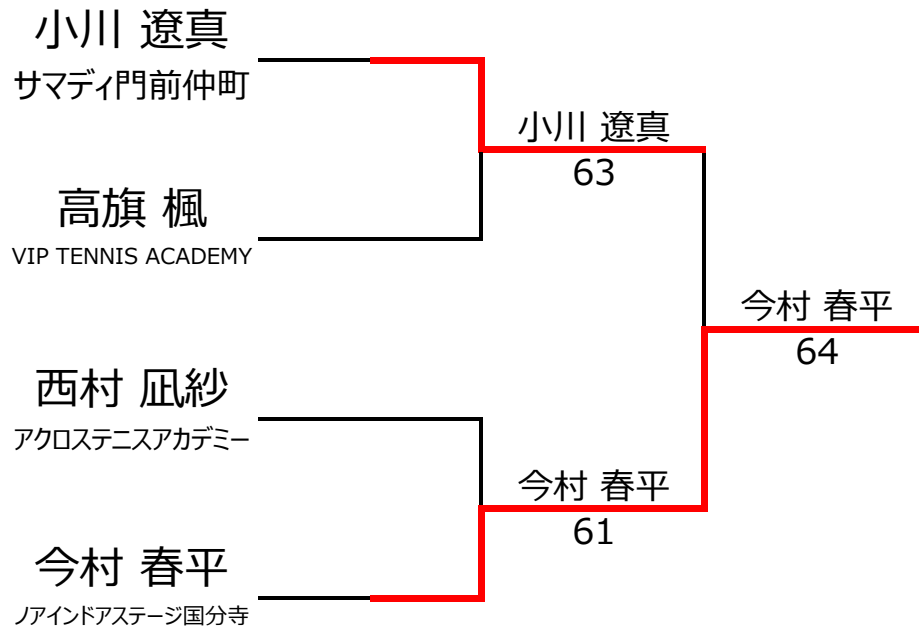 小川 遼真
サマディ門前仲町
高旗 楓
VIP TENNIS ACADEMY
西村 凪紗
アクロステニスアカデミー
今村 春平
ノアインドアステージ国分寺
小川 遼真
63
今村 春平
61
今村 春平
64